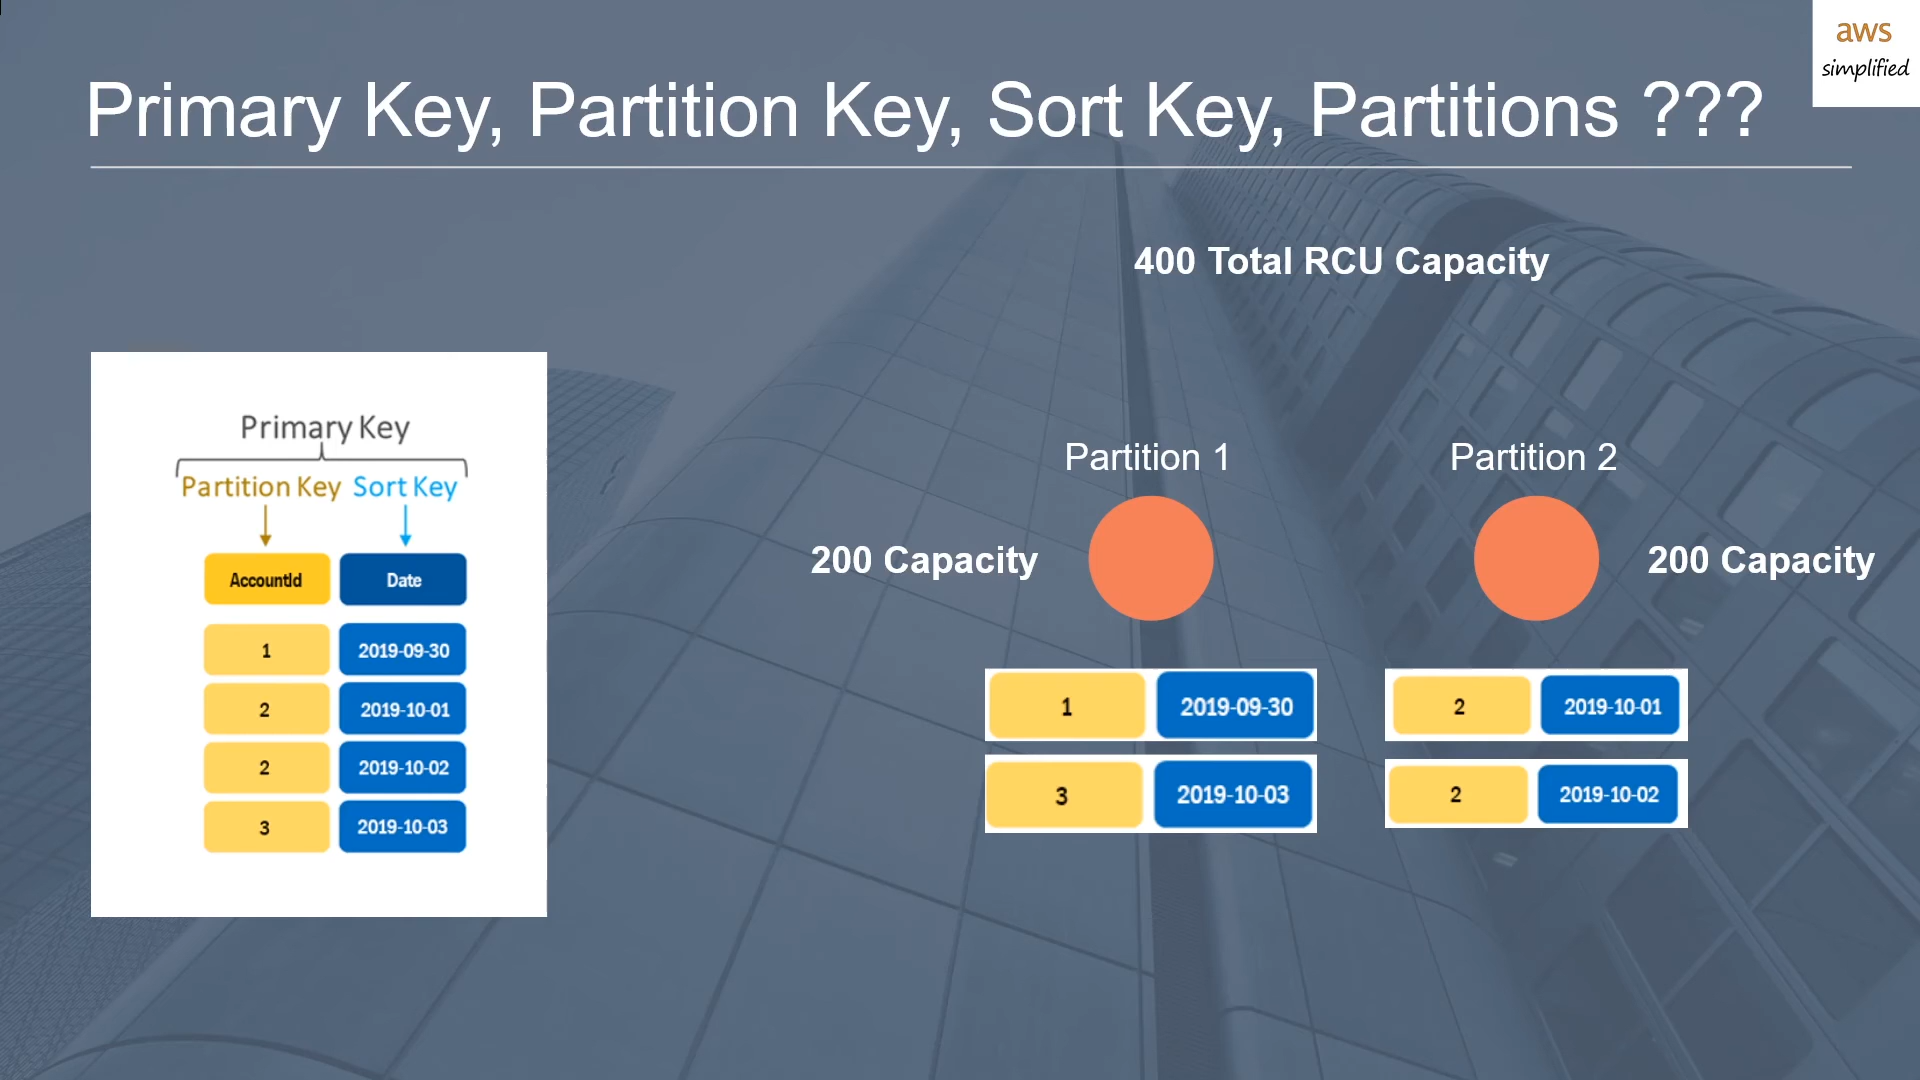 aws
simplified
Primary Key, Partition Key, Sort Key, Partitions ???
400 Total RCU Capacity
Primary Key
Partition Key Sort Key
AccountId Date
1 2019-09-30
2 2019-10-01
2 2019-10-02
3 2019-10-03
Partition 1 Partition 2
200 Capacity 200 Capacity
1 2019-09-30 2 2019-10-01
3 2019-10-03 2 2019-10-02